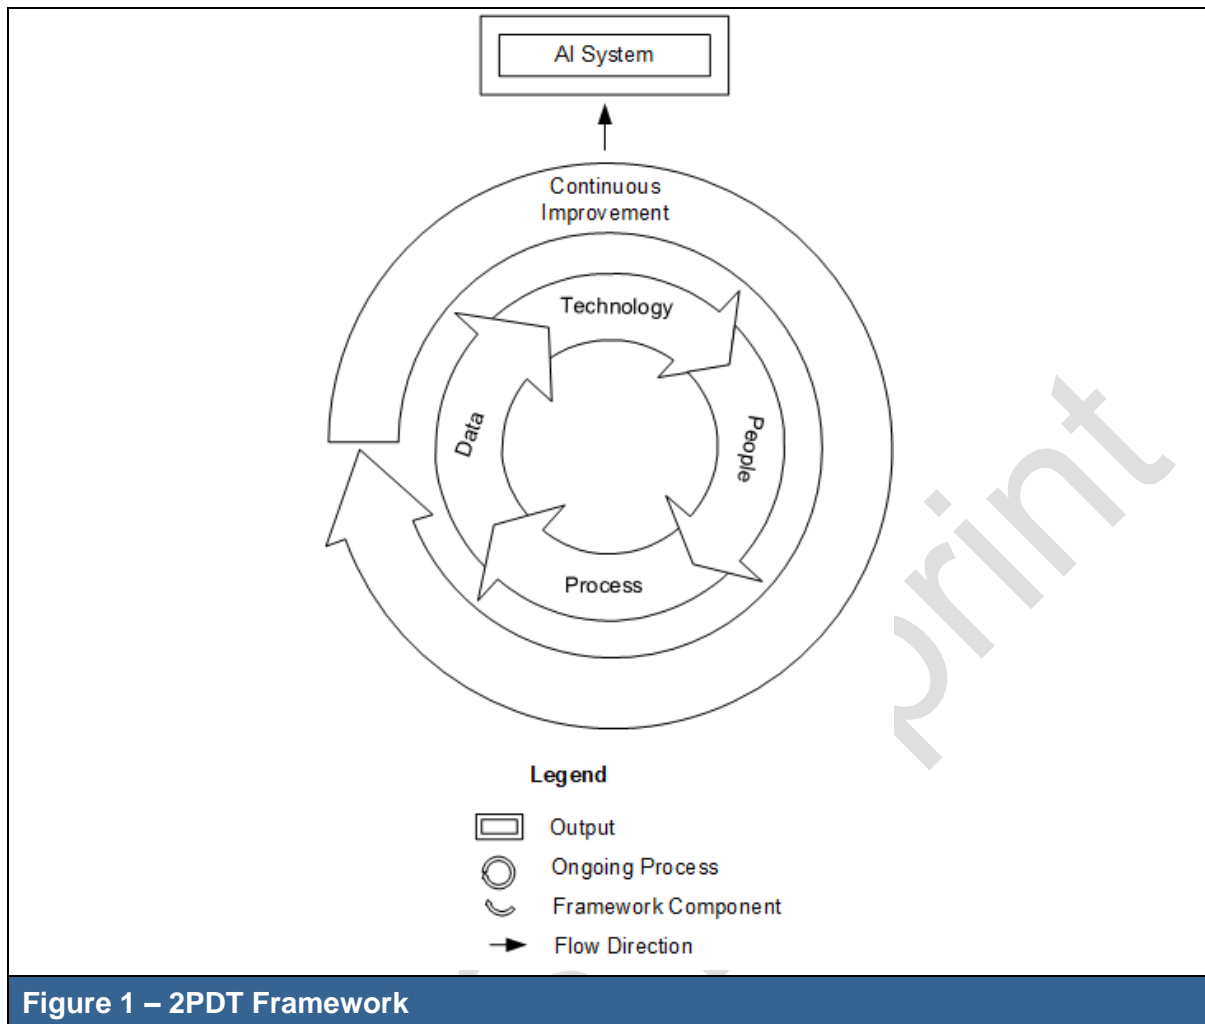 AI System
Continuous
Improvement
Technology
Data
People
Process
Legend
Output
Ongoing Process
Framework Component
Flow Direction
Figure 1 – 2PDT Framework